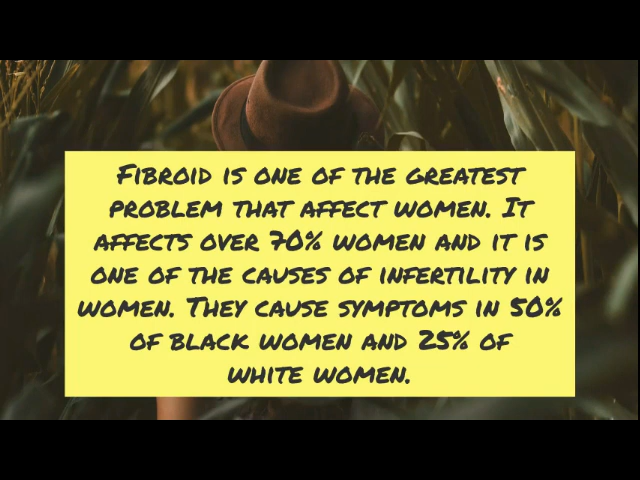 Fibroid is one of the greatest
problem that affect women. It
affects over 70% women and it is
one of the causes of infertility in
women. They cause symptoms in 50%
of black women and 25% of
white women.